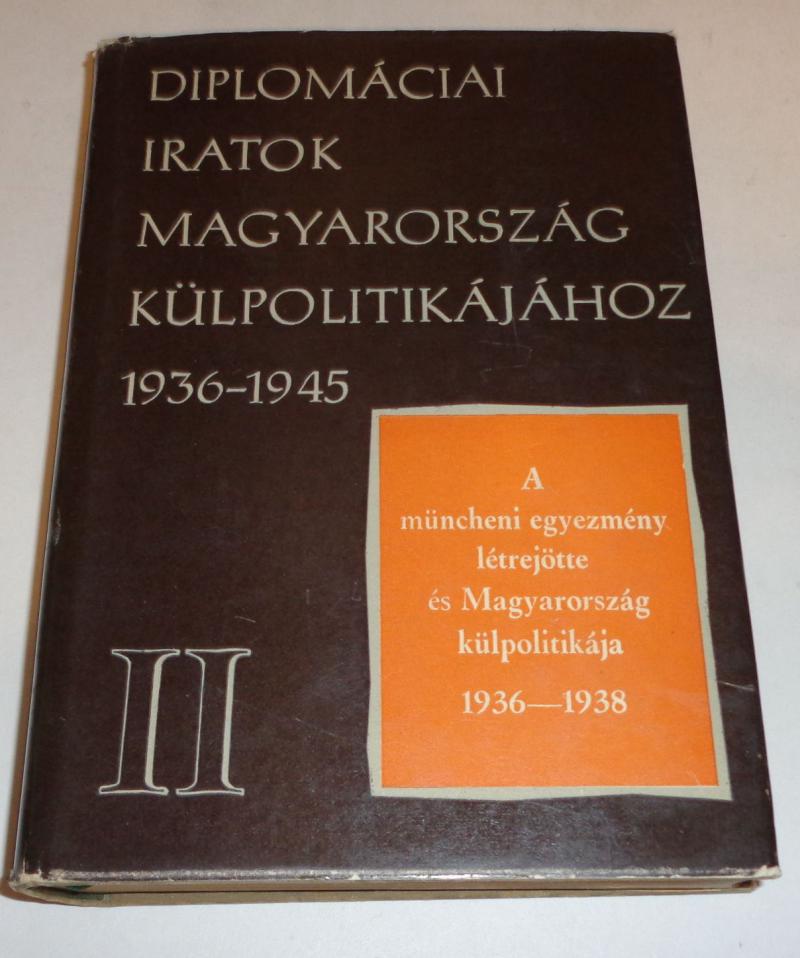 DIPLOMÁCIAI
IRATOK
MAGYARORSZÁG
KÜLPOLITIKÁJÁHOZ
1936-1945
A
müncheni egyezmény
létrejötte
és Magyarország
külpolitikája
1936—1938
II